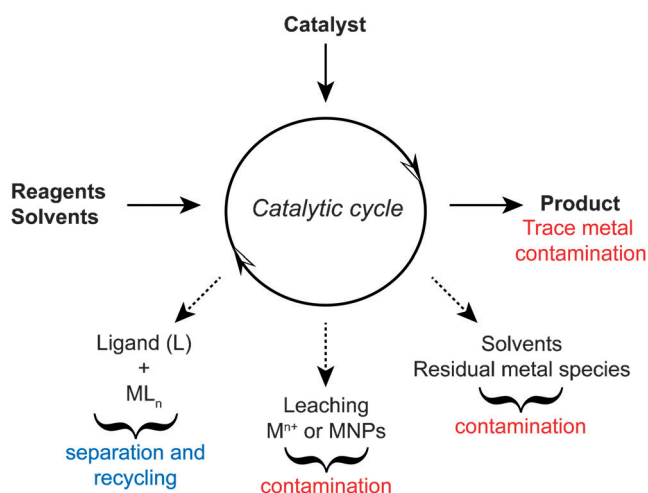 Catalyst
Reagents
Solvents
Catalytic cycle
Product
Trace metal
contamination
Ligand (L)
+
MLₙ
separation and
recycling
Leaching
Mⁿ⁺ or MNPs
contamination
Solvents
Residual metal species
contamination